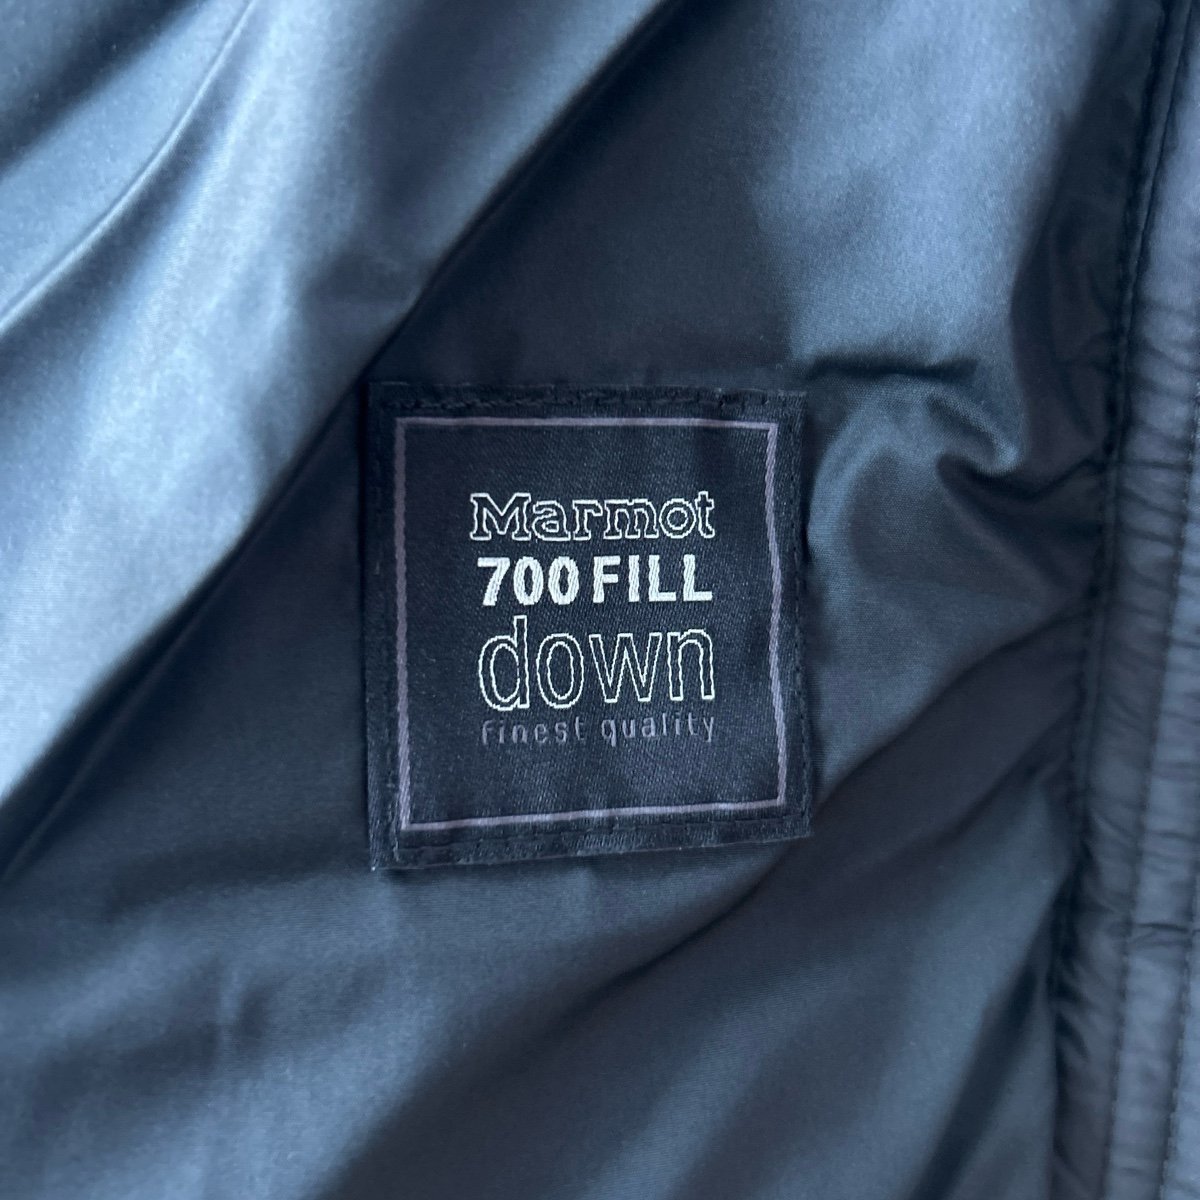 Marmot
700 FILL
down
finest quality